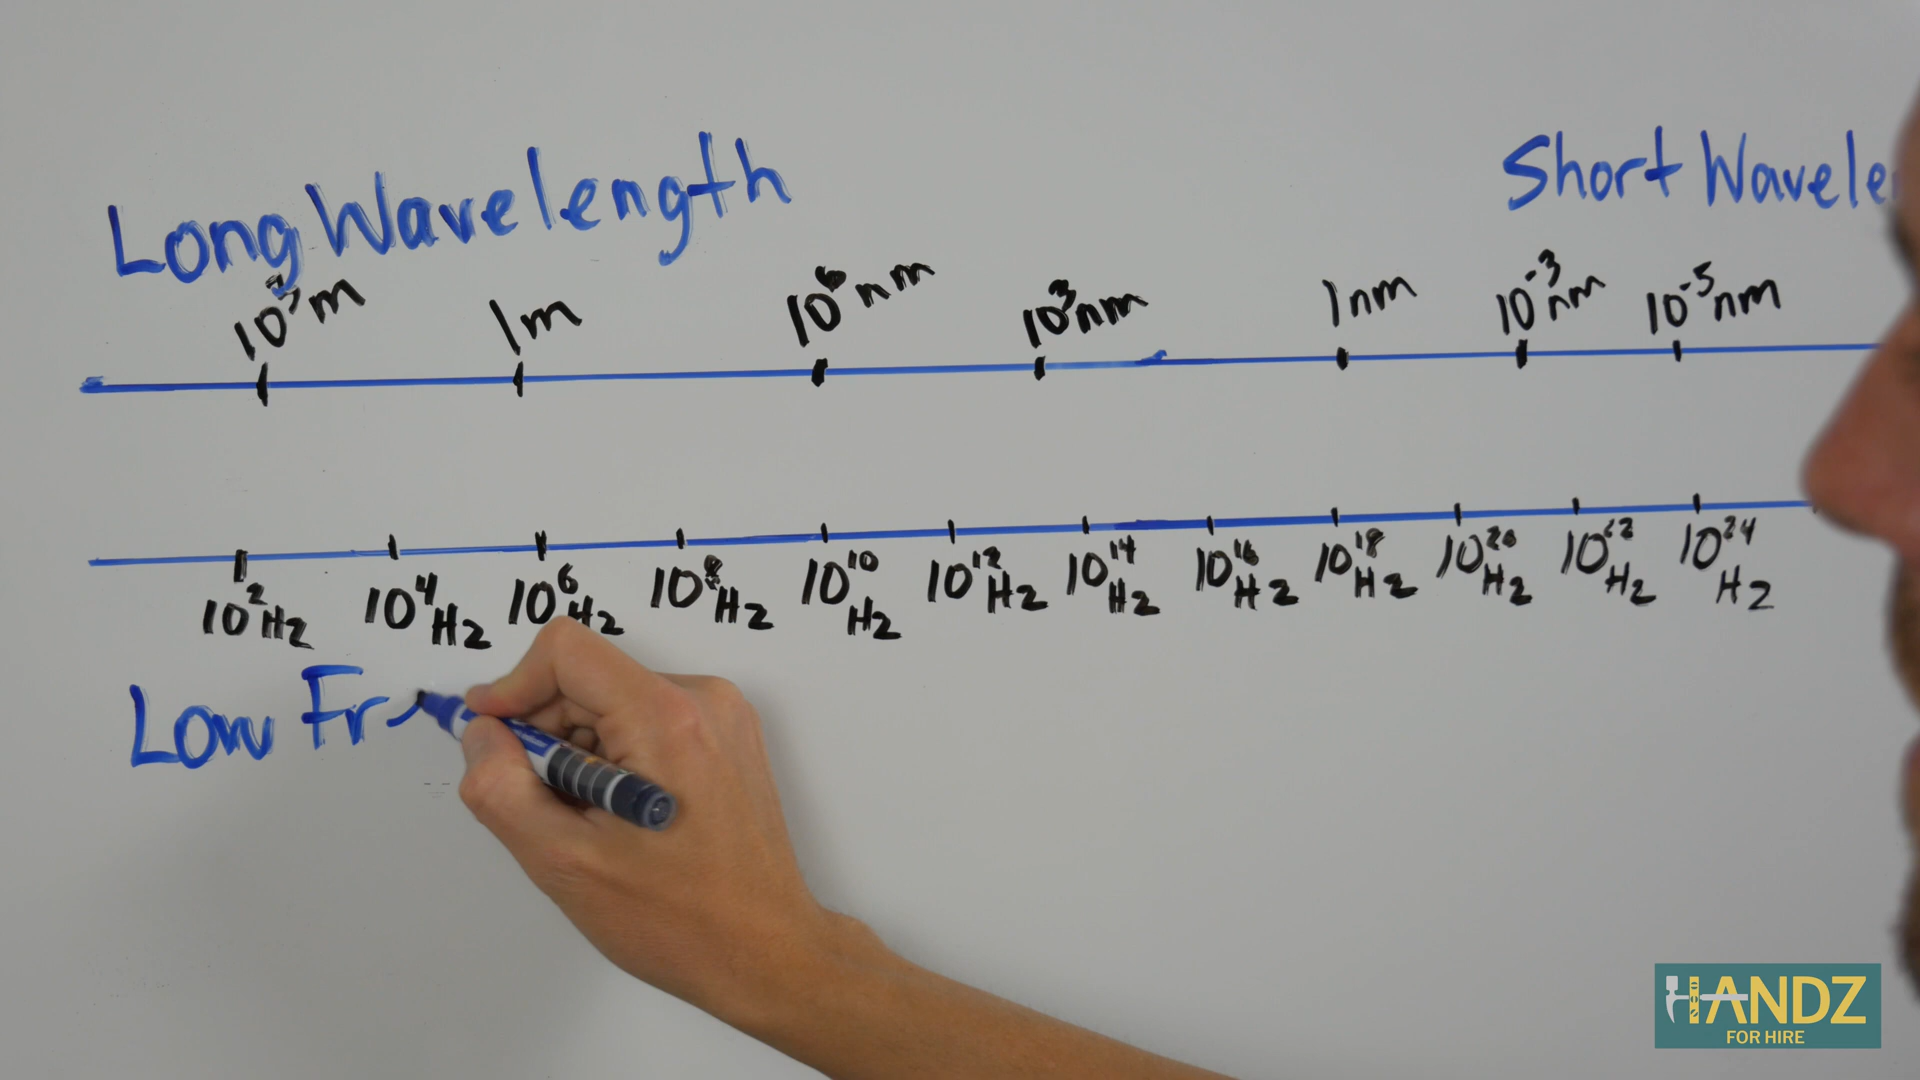 Long Wavelength
Short Wavele
10³m 1m 10⁶nm 10³nm 1nm 10⁻³nm 10⁻⁵nm
10²Hz 10⁴Hz 10⁶Hz 10⁸Hz 10¹⁰Hz 10¹²Hz 10¹⁴Hz 10¹⁶Hz 10¹⁸Hz 10²⁰Hz 10²²Hz 10²⁴Hz
Low Fr
HANDZ
FOR HIRE